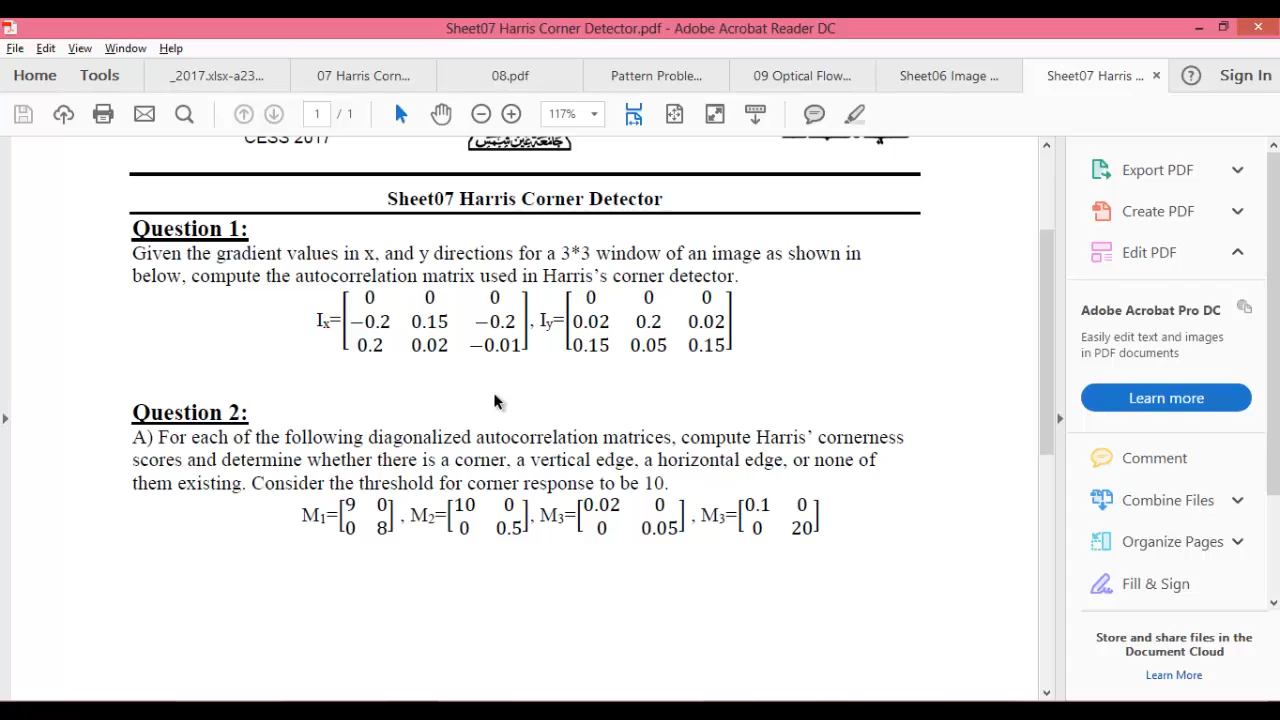 Sheet07 Harris Corner Detector.pdf - Adobe Acrobat Reader DC
File Edit View Window Help
Home Tools _2017.xlsx-a23... 07 Harris Corn... 08.pdf Pattern Proble... 09 Optical Flow... Sheet06 Image ... Sheet07 Harris ... × ? Sign In
1 / 1 117%
CESS 2017 جامعة عين شمس
Sheet07 Harris Corner Detector
Question 1:
Given the gradient values in x, and y directions for a 3*3 window of an image as shown in
below, compute the autocorrelation matrix used in Harris's corner detector.
0 0 0 0 0 0
Ix=[−0.2 0.15 −0.2], Iy=[0.02 0.2 0.02]
0.2 0.02 −0.01 0.15 0.05 0.15
Question 2:
A) For each of the following diagonalized autocorrelation matrices, compute Harris' cornerness
scores and determine whether there is a corner, a vertical edge, a horizontal edge, or none of
them existing. Consider the threshold for corner response to be 10.
M1=[9 0 , M2=[10 0 , M3=[0.02 0 , M3=[0.1 0
0 8] 0 0.5] 0 0.05] 0 20]
Export PDF
Create PDF
Edit PDF
Adobe Acrobat Pro DC
Easily edit text and images
in PDF documents
Learn more
Comment
Combine Files
Organize Pages
Fill & Sign
Store and share files in the
Document Cloud
Learn More